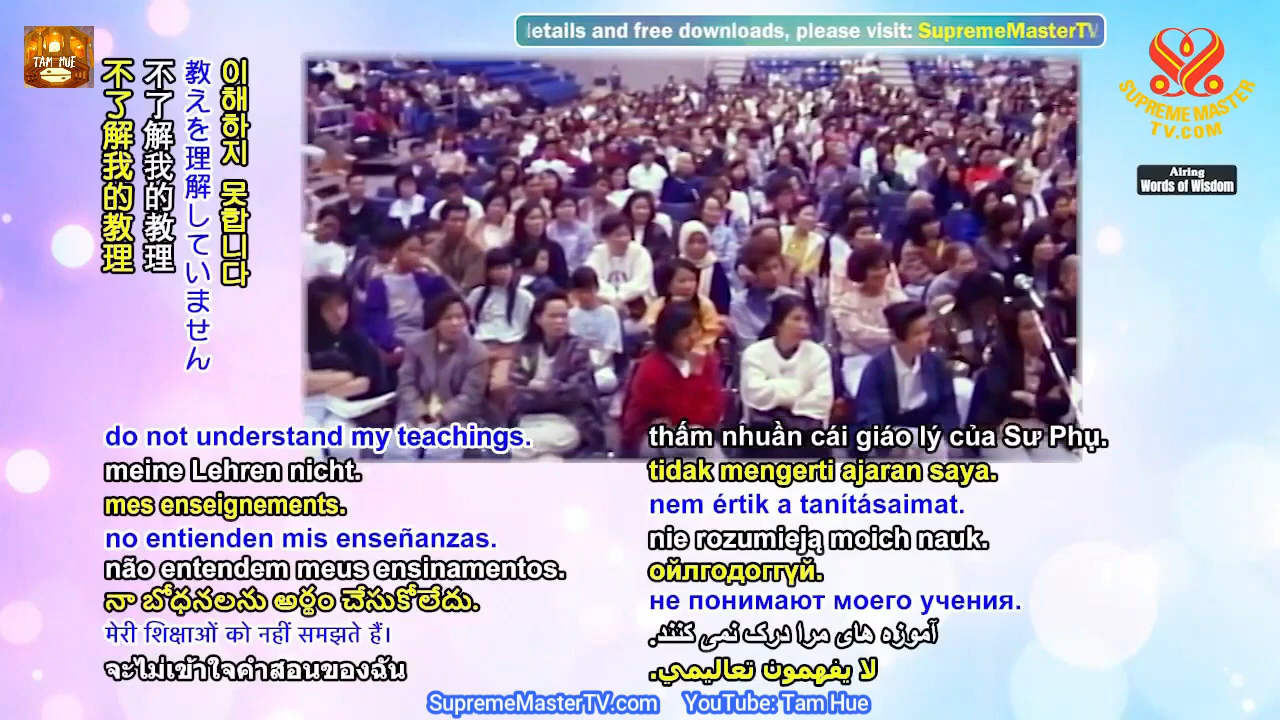 details and free downloads, please visit: SupremeMasterTV
TAM HUE
SUPREME MASTER
TV.COM
Airing
Words of Wisdom
이해하지 못합니다
教えを理解していません
不了解我的教理
不了解我的教理
do not understand my teachings.
meine Lehren nicht.
mes enseignements.
no entienden mis enseñanzas.
não entendem meus ensinamentos.
నా బోధనలను అర్థం చేసుకోలేదు.
मेरी शिक्षाओं को नहीं समझते हैं।
จะไม่เข้าใจคำสอนของฉัน
thấm nhuần cái giáo lý của Sư Phụ.
tidak mengerti ajaran saya.
nem értik a tanításaimat.
nie rozumieją moich nauk.
ойлгодоггүй.
не понимают моего учения.
آموزه های مرا درک نمی کنند.
لا يفهمون تعاليمي.
SupremeMasterTV.com YouTube: Tam Hue